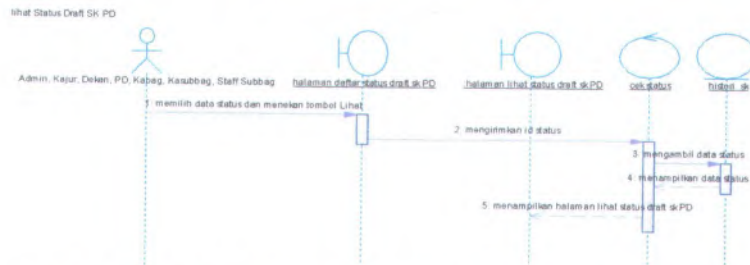 lihat Status Draft SK PD
Admin, Kajur, Dekan, PD, Kabag, Kasubbag, Staff Subbag
halaman daftar status draft sk PD
halaman lihat status draft sk PD
cek status
histori_sk
1: memilih data status dan menekan tombol Lihat
2: mengirimkan id status
3: mengambil data status
4: menampilkan data status
5: menampilkan halaman lihat status draft sk PD